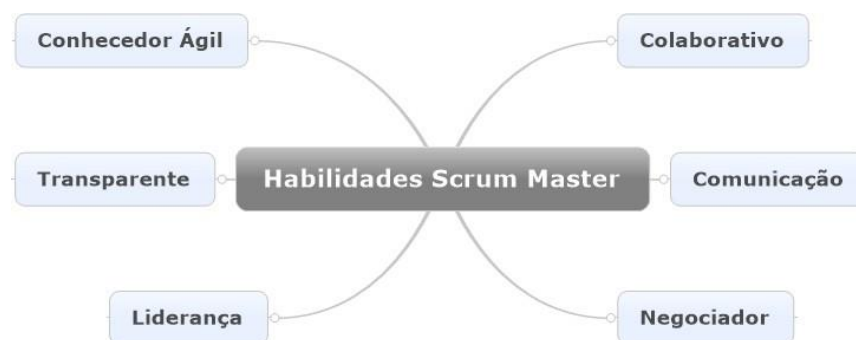 Conhecedor Ágil
Colaborativo
Transparente
Habilidades Scrum Master
Comunicação
Liderança
Negociador